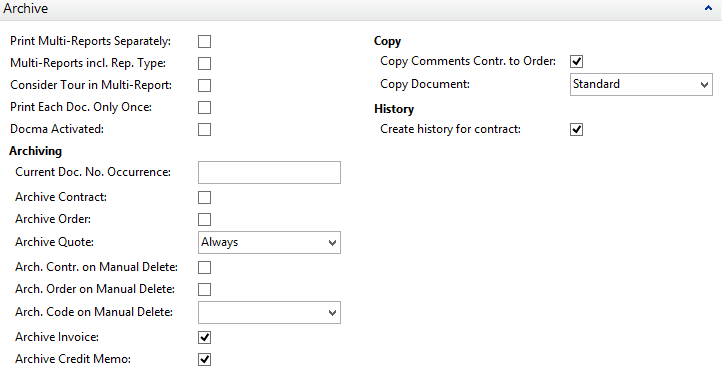 Archive
Print Multi-Reports Separately:
Multi-Reports incl. Rep. Type:
Consider Tour in Multi-Report:
Print Each Doc. Only Once:
Docma Activated:
Archiving
Current Doc. No. Occurrence:
Archive Contract:
Archive Order:
Archive Quote: Always
Arch. Contr. on Manual Delete:
Arch. Order on Manual Delete:
Arch. Code on Manual Delete:
Archive Invoice:
Archive Credit Memo:
Copy
Copy Comments Contr. to Order:
Copy Document: Standard
History
Create history for contract: